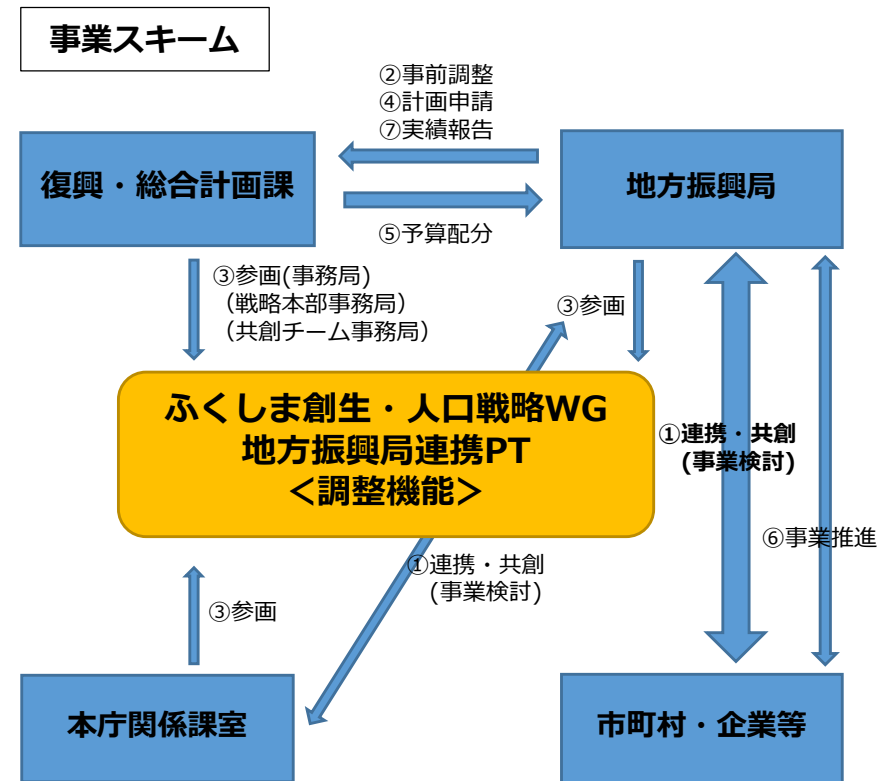 事業スキーム
②事前調整
④計画申請
⑦実績報告
復興・総合計画課
地方振興局
⑤予算配分
③参画(事務局)
（戦略本部事務局）
（共創チーム事務局）
③参画
ふくしま創生・人口戦略WG
地方振興局連携PT
＜調整機能＞
①連携・共創
(事業検討)
⑥事業推進
①連携・共創
(事業検討)
③参画
本庁関係課室
市町村・企業等